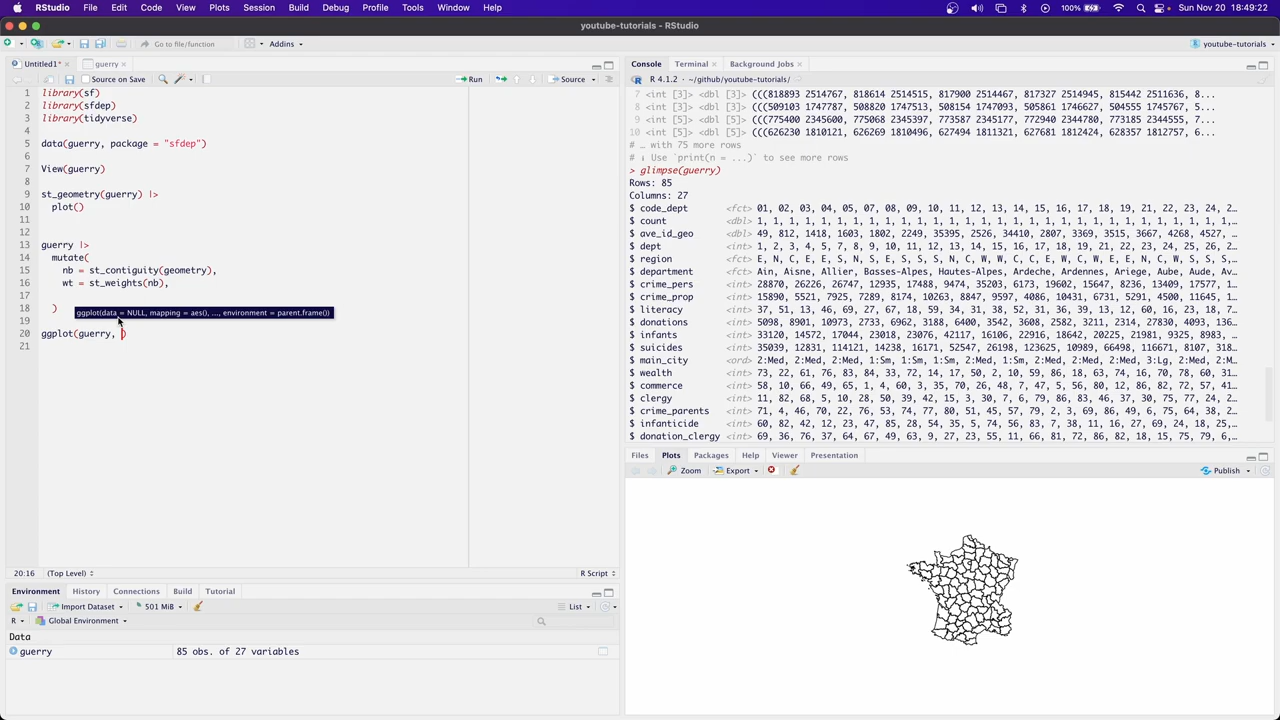 RStudio File Edit Code View Plots Session Build Debug Profile Tools Window Help 100% Sun Nov 20 18:49:22
youtube-tutorials - RStudio
Go to file/function Addins youtube-tutorials
Untitled1* guerry
Source on Save Run Source
1 library(sf)
2 library(sfdep)
3 library(tidyverse)
4
5 data(guerry, package = "sfdep")
6
7 View(guerry)
8
9 st_geometry(guerry) |>
10 plot()
11
12
13 guerry |>
14 mutate(
15 nb = st_contiguity(geometry),
16 wt = st_weights(nb),
17
18 )
ggplot(data = NULL, mapping = aes(), ..., environment = parent.frame())
19
20 ggplot(guerry, )
21
20:16 (Top Level) R Script
Console Terminal Background Jobs
R 4.1.2 · ~/github/youtube-tutorials/
7 <int [3]> <dbl [3]> (((818893 2514767, 818614 2514515, 817900 2514467, 817327 2514945, 815442 2511636, 8...
8 <int [3]> <dbl [3]> (((509103 1747787, 508820 1747513, 508154 1747093, 505861 1746627, 504555 1745767, 5...
9 <int [5]> <dbl [5]> (((775400 2345600, 775068 2345397, 773587 2345177, 772940 2344780, 773185 2344555, 7...
10 <int [5]> <dbl [5]> (((626230 1810121, 626269 1810496, 627494 1811321, 627681 1812424, 628357 1812757, 6...
# … with 75 more rows
# ℹ Use `print(n = ...)` to see more rows
> glimpse(guerry)
Rows: 85
Columns: 27
$ code_dept <fct> 01, 02, 03, 04, 05, 07, 08, 09, 10, 11, 12, 13, 14, 15, 16, 17, 18, 19, 21, 22, 23, 24, 2…
$ count <dbl> 1, 1, 1, 1, 1, 1, 1, 1, 1, 1, 1, 1, 1, 1, 1, 1, 1, 1, 1, 1, 1, 1, 1, 1, 1, 1, 1, 1, 1, 1,…
$ ave_id_geo <dbl> 49, 812, 1418, 1603, 1802, 2249, 35395, 2526, 34410, 2807, 3369, 3515, 3667, 4268, 4527, …
$ dept <int> 1, 2, 3, 4, 5, 7, 8, 9, 10, 11, 12, 13, 14, 15, 16, 17, 18, 19, 21, 22, 23, 24, 25, 26, 2…
$ region <fct> E, N, C, E, E, S, N, S, E, S, S, S, N, C, W, W, C, C, E, W, C, W, E, E, N, C, W, W, S, S,…
$ department <fct> Ain, Aisne, Allier, Basses-Alpes, Hautes-Alpes, Ardeche, Ardennes, Ariege, Aube, Aude, Av…
$ crime_pers <int> 28870, 26226, 26747, 12935, 17488, 9474, 35203, 6173, 19602, 15647, 8236, 13409, 17577, 1…
$ crime_prop <int> 15890, 5521, 7925, 7289, 8174, 10263, 8847, 9597, 4086, 10431, 6731, 5291, 4500, 11645, 1…
$ literacy <int> 37, 51, 13, 46, 69, 27, 67, 18, 59, 34, 31, 38, 52, 31, 36, 39, 13, 12, 60, 16, 23, 18, 7…
$ donations <int> 5098, 8901, 10973, 2733, 6962, 3188, 6400, 3542, 3608, 2582, 3211, 2314, 27830, 4093, 136…
$ infants <int> 33120, 14572, 17044, 23018, 23076, 42117, 16106, 22916, 18642, 20225, 21981, 9325, 8983, …
$ suicides <int> 35039, 12831, 114121, 14238, 16171, 52547, 26198, 123625, 10989, 66498, 116671, 8107, 318…
$ main_city <ord> 2:Med, 2:Med, 2:Med, 1:Sm, 1:Sm, 1:Sm, 2:Med, 1:Sm, 2:Med, 2:Med, 2:Med, 3:Lg, 2:Med, 2:M…
$ wealth <int> 73, 22, 61, 76, 83, 84, 33, 72, 14, 17, 50, 2, 10, 59, 86, 18, 63, 74, 16, 70, 78, 60, 31…
$ commerce <int> 58, 10, 66, 49, 65, 1, 4, 60, 3, 35, 70, 26, 48, 7, 47, 5, 56, 80, 12, 86, 82, 72, 57, 41…
$ clergy <int> 11, 82, 68, 5, 10, 28, 50, 39, 42, 15, 3, 30, 7, 6, 79, 86, 83, 46, 37, 30, 75, 77, 24, 2…
$ crime_parents <int> 71, 4, 46, 70, 22, 76, 53, 74, 77, 80, 51, 45, 57, 79, 2, 3, 69, 86, 49, 6, 75, 64, 38, 2…
$ infanticide <int> 60, 82, 42, 12, 23, 47, 85, 28, 54, 35, 5, 74, 56, 83, 7, 38, 11, 16, 27, 69, 24, 18, 25,…
$ donation_clergy <int> 69, 36, 76, 37, 64, 67, 49, 63, 9, 27, 23, 55, 11, 66, 81, 72, 86, 82, 18, 15, 75, 79, 6,…
Files Plots Packages Help Viewer Presentation
Zoom Export Publish
Environment History Connections Build Tutorial
Import Dataset 501 MiB List
R Global Environment
Data
guerry 85 obs. of 27 variables